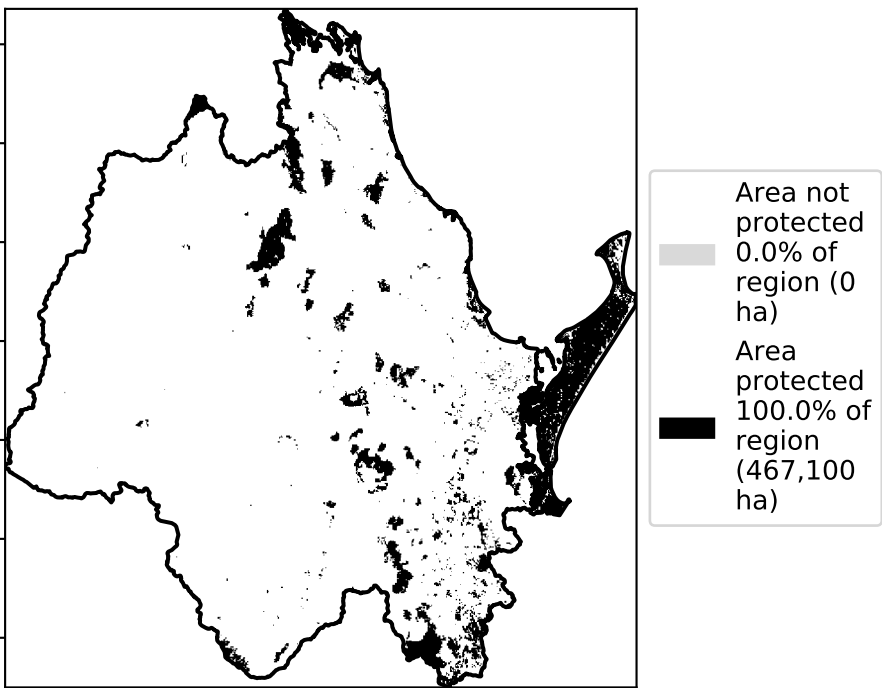 Area not
protected
0.0% of
region (0
ha)
Area
protected
100.0% of
region
(467,100
ha)